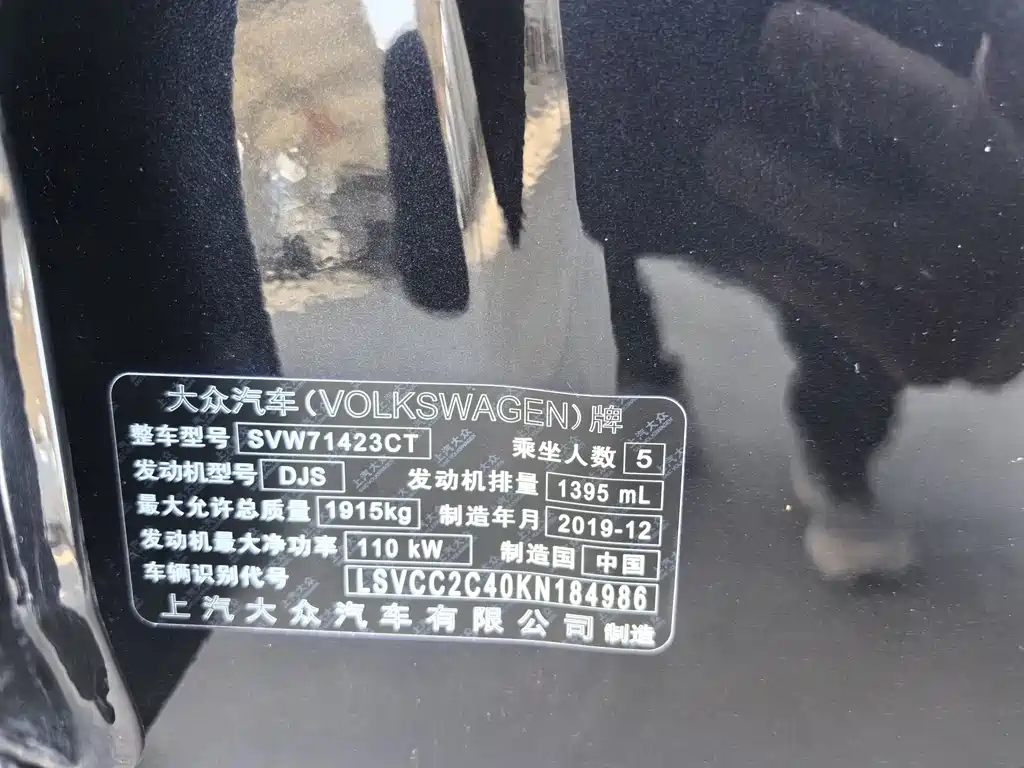 大众汽车(VOLKSWAGEN)牌
整车型号 SVW71423CT 乘坐人数 5
发动机型号 DJS 发动机排量 1395 mL
最大允许总质量 1915kg 制造年月 2019-12
发动机最大净功率 110 kW 制造国 中国
车辆识别代号 LSVCC2C40KN184986
上汽大众汽车有限公司 制造